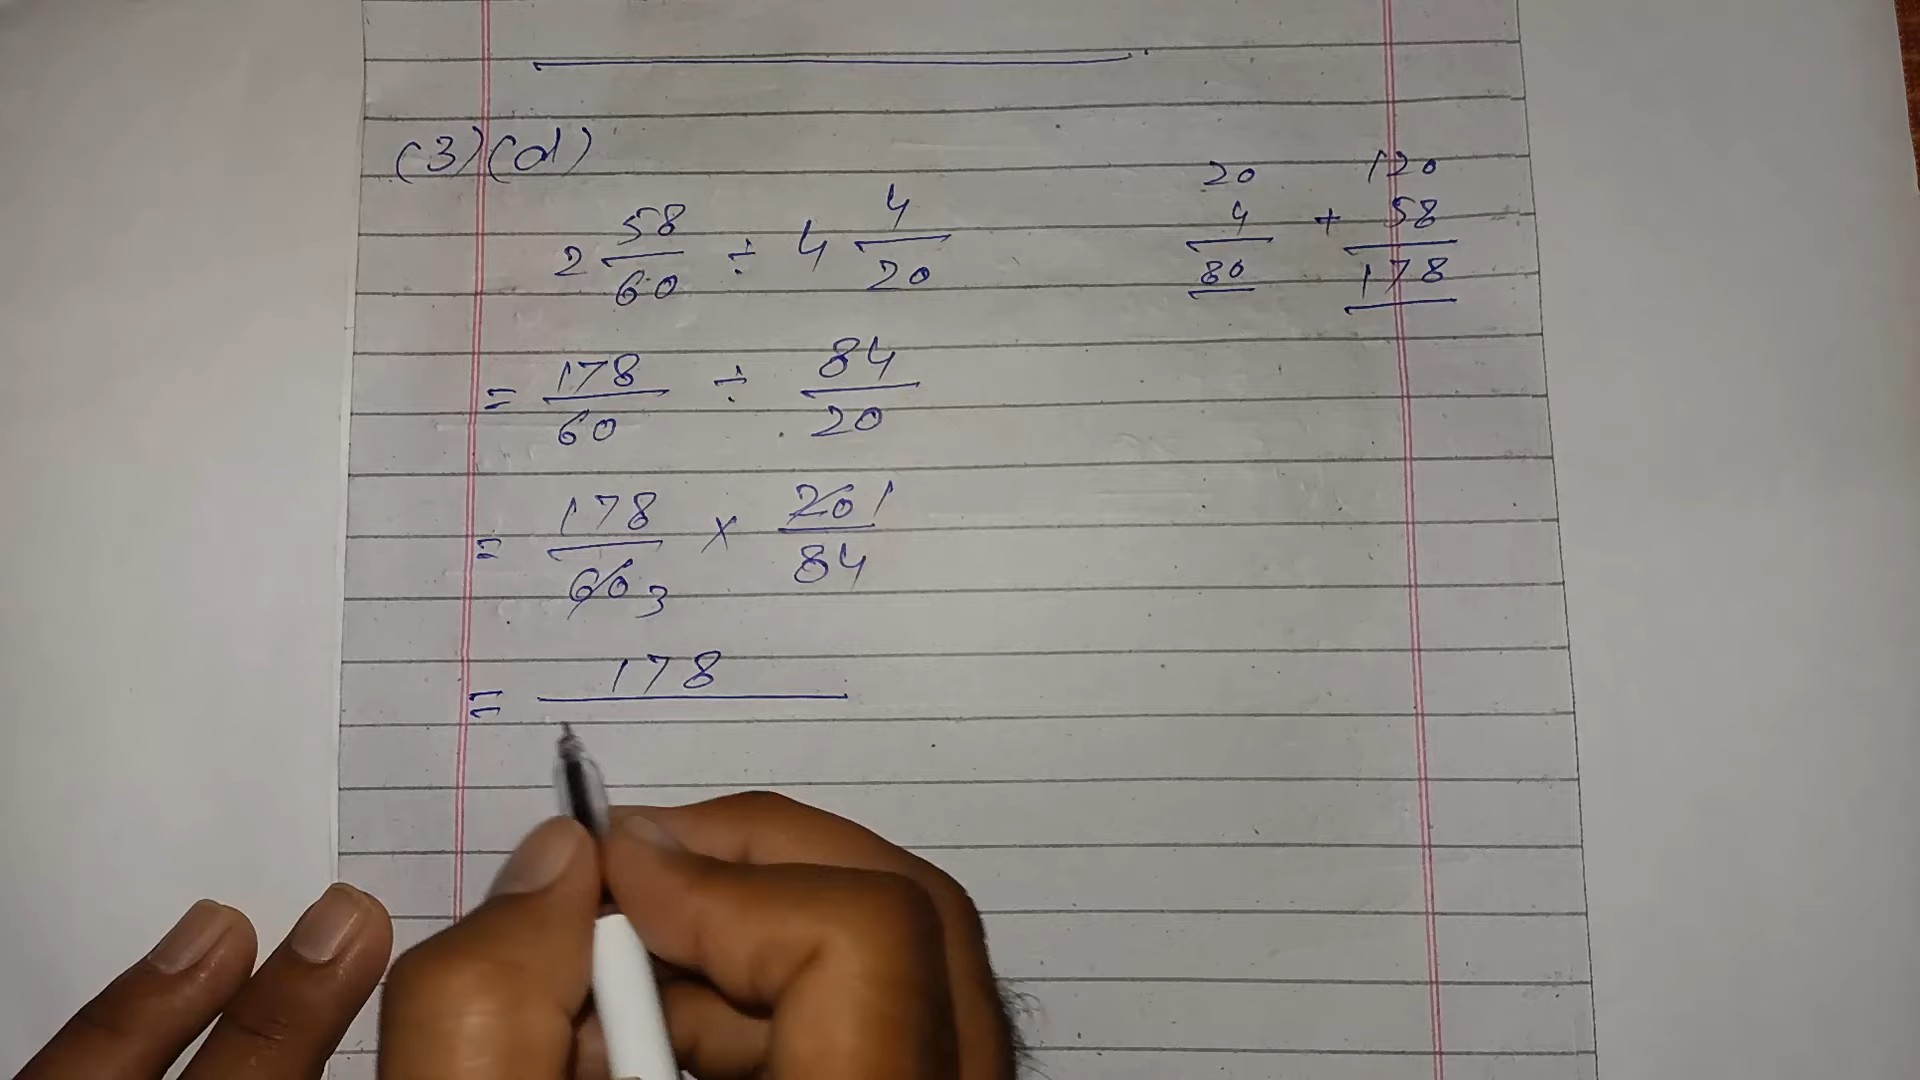 (3)(d)
2 58/60 ÷ 4 4/20
= 178/60 ÷ 84/20
= 178/60 3 × 20 1/84
= 178
20
4
80
120
+ 58
178